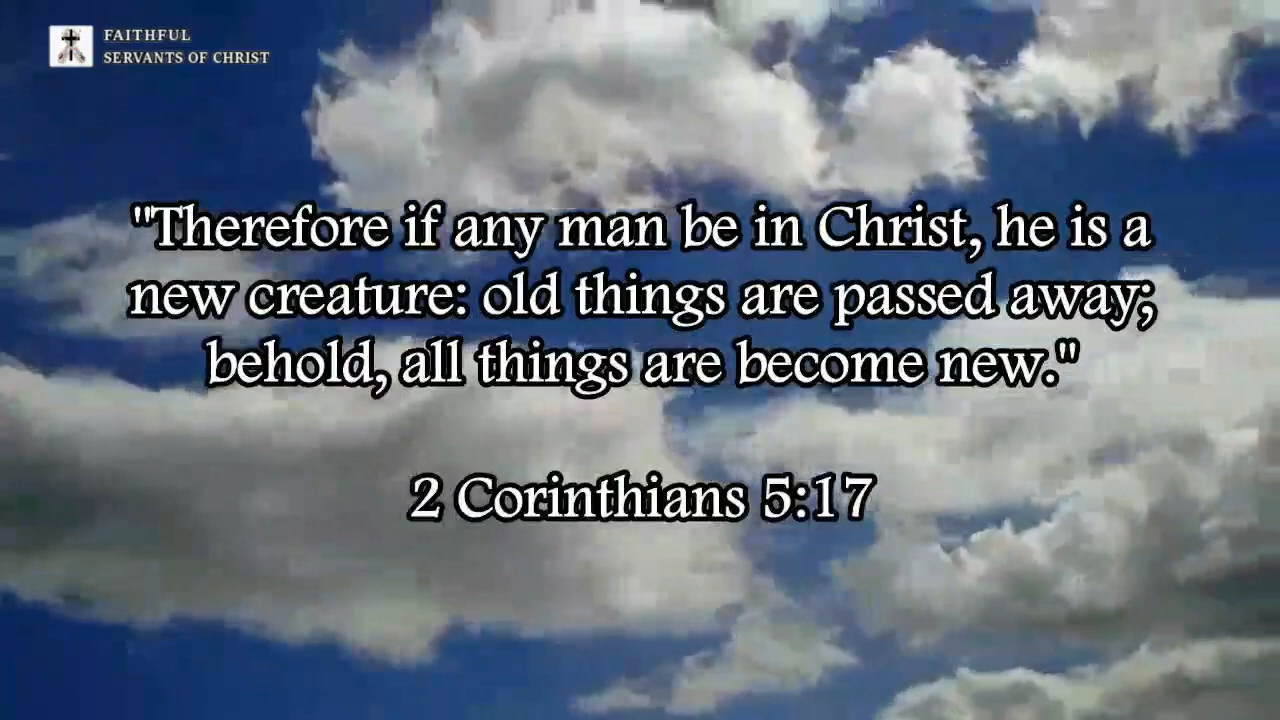 FAITHFUL
SERVANTS OF CHRIST
"Therefore if any man be in Christ, he is a
new creature: old things are passed away;
behold, all things are become new."
2 Corinthians 5:17